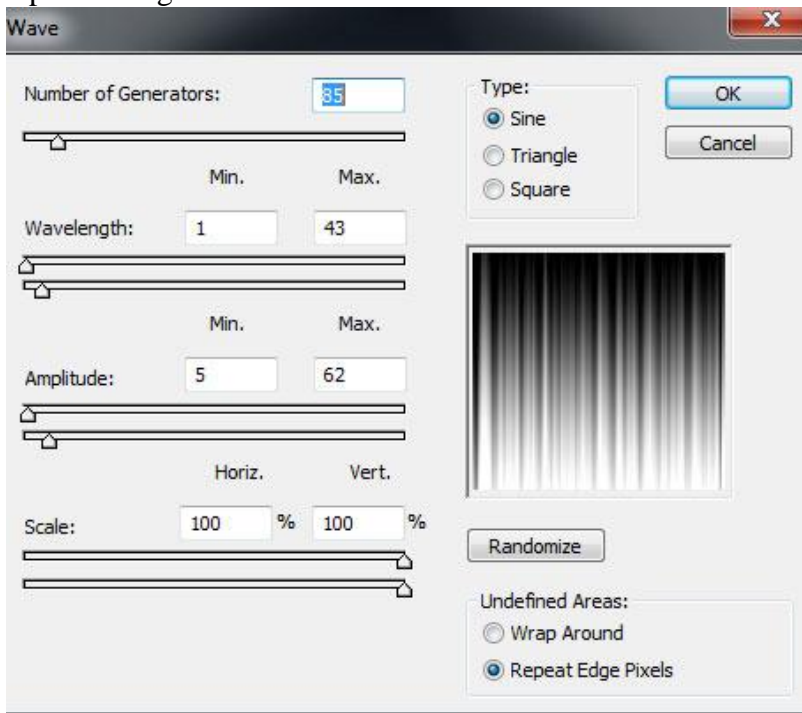 Wave
Number of Generators: 85
Min. Max.
Wavelength: 1 43
Min. Max.
Amplitude: 5 62
Horiz. Vert.
Scale: 100 % 100 %
Type:
Sine
Triangle
Square
OK
Cancel
Randomize
Undefined Areas:
Wrap Around
Repeat Edge Pixels